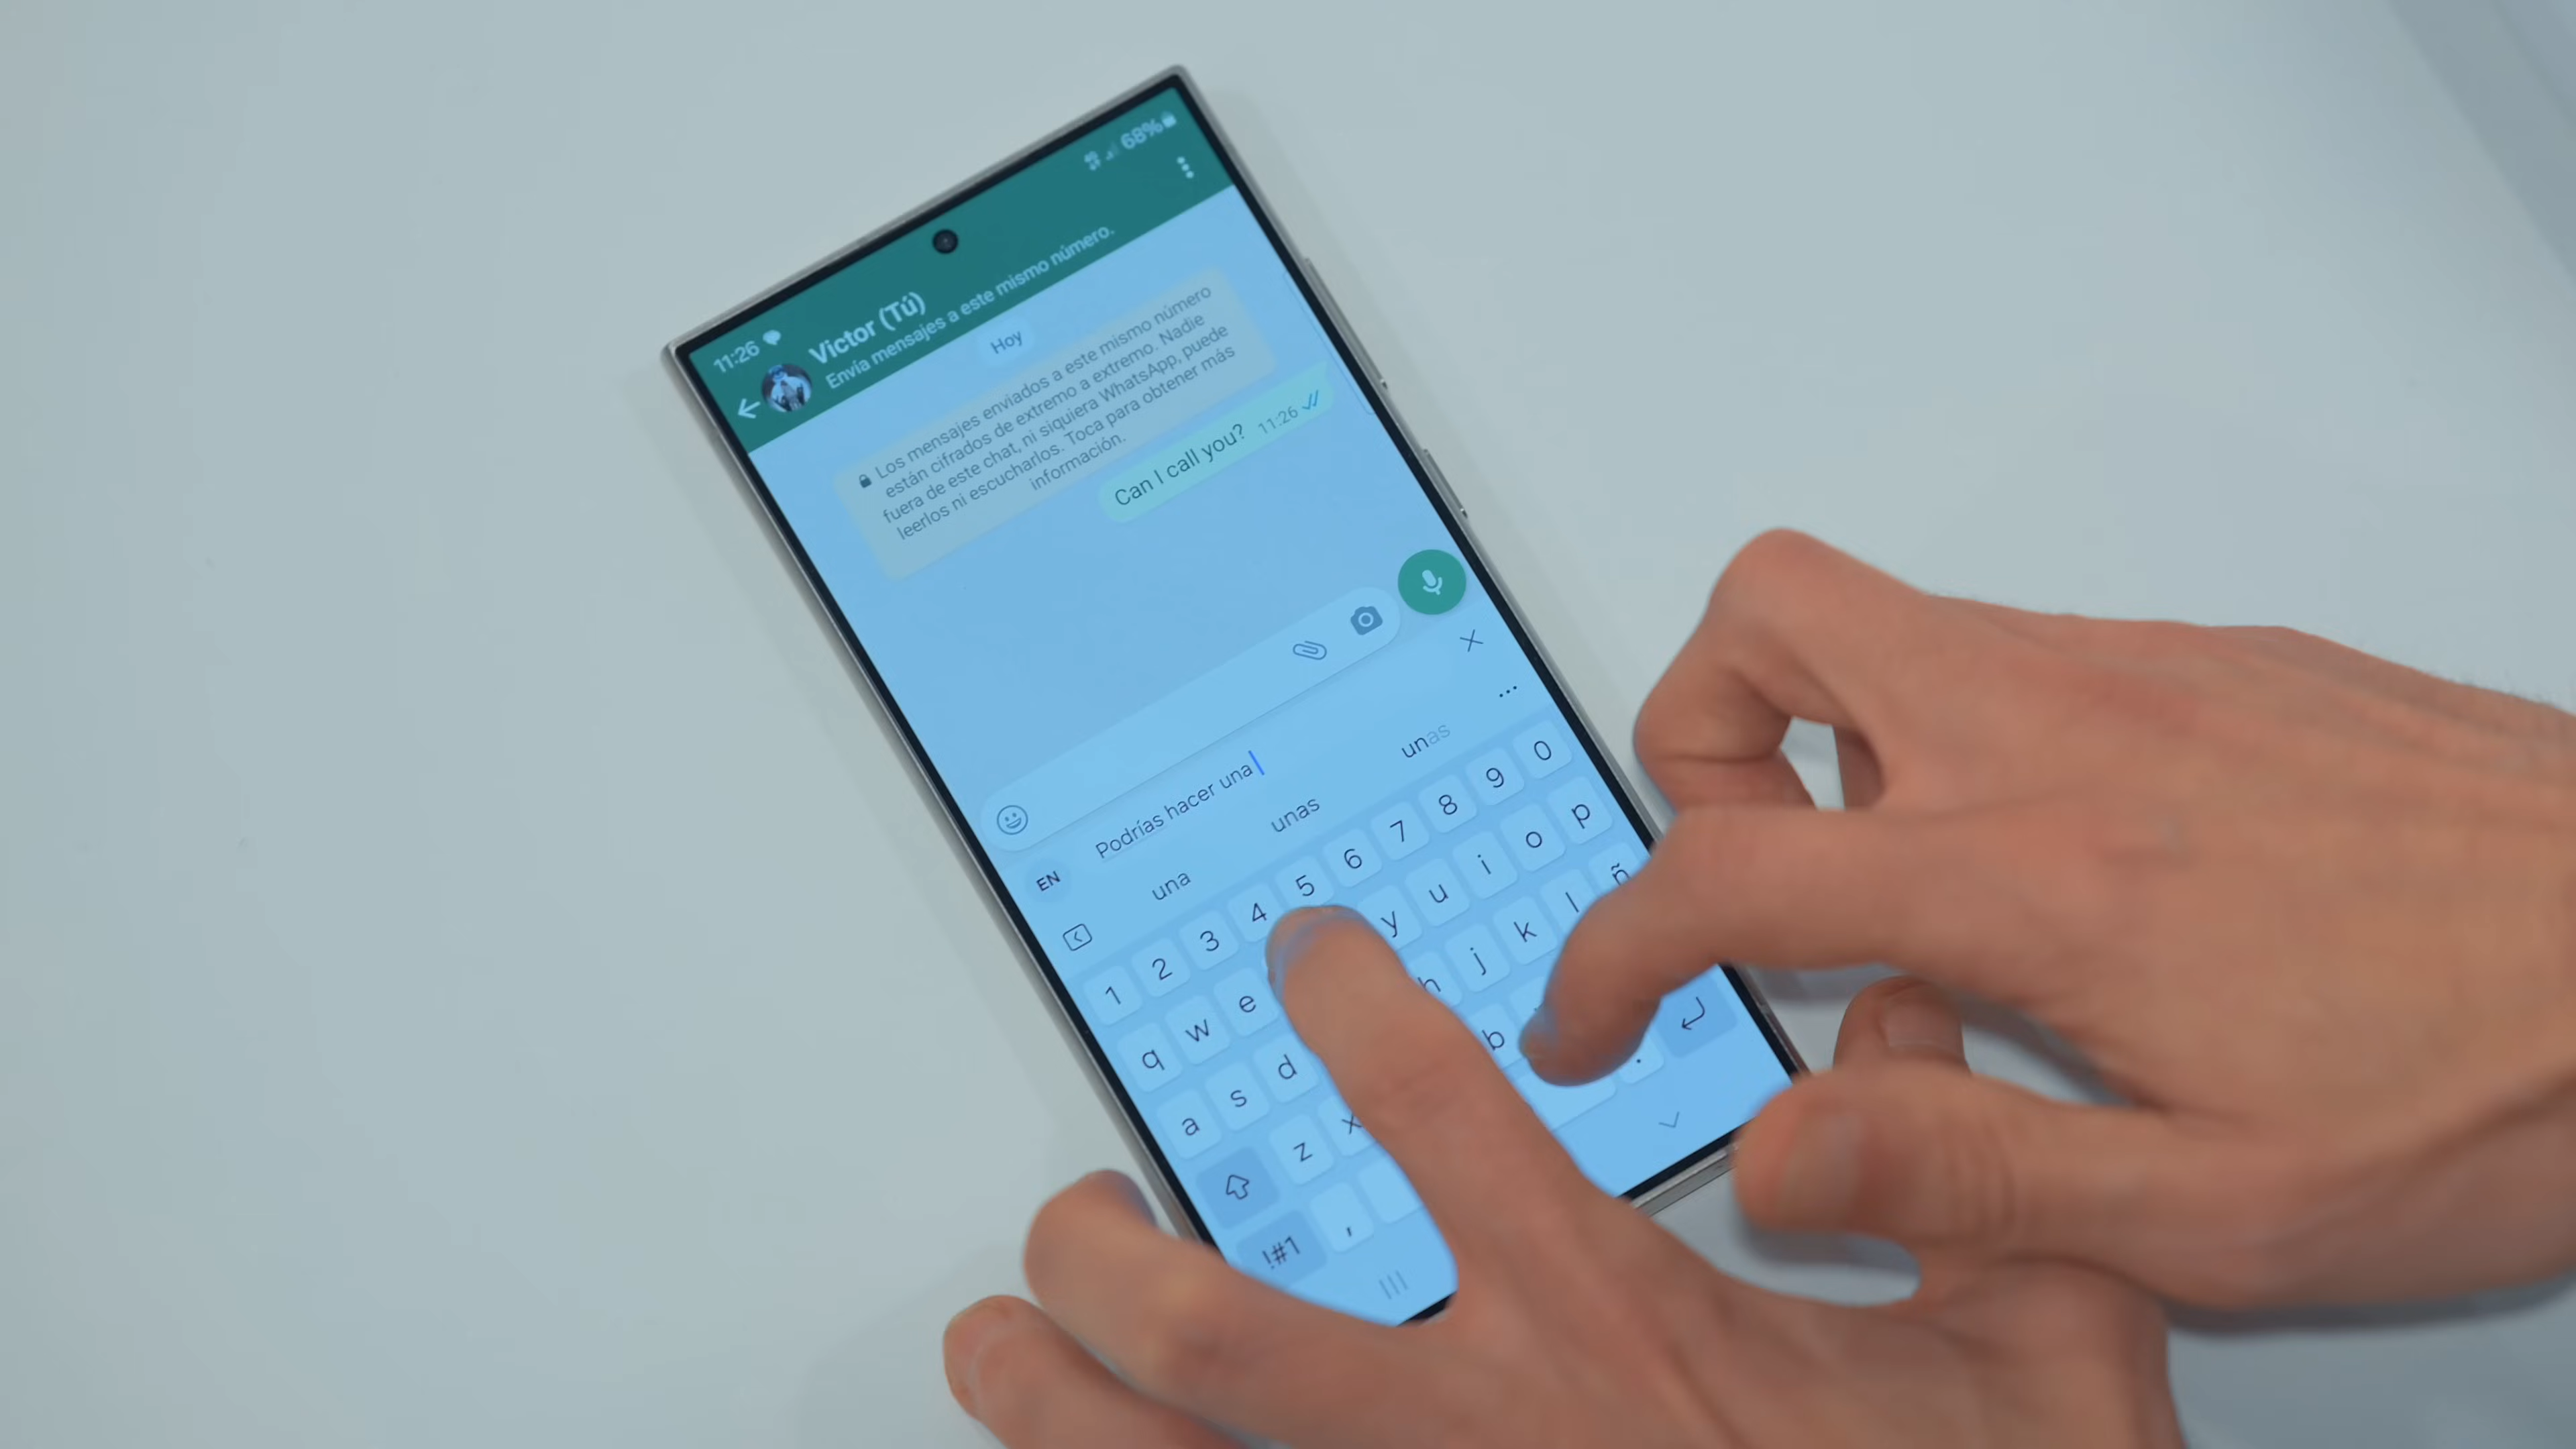 11:26
68%
Victor (Tú)
Envía mensajes a este mismo número.
Hoy
Los mensajes enviados a este mismo número
están cifrados de extremo a extremo. Nadie
fuera de este chat, ni siquiera WhatsApp, puede
leerlos ni escucharlos. Toca para obtener más
información.
Can I call you? 11:26
EN Podrías hacer una
una unas unas
1 2 3 4 5 6 7 8 9 0
q w e y u i o p
a s d h j k l ñ
z x b
!#1 , .